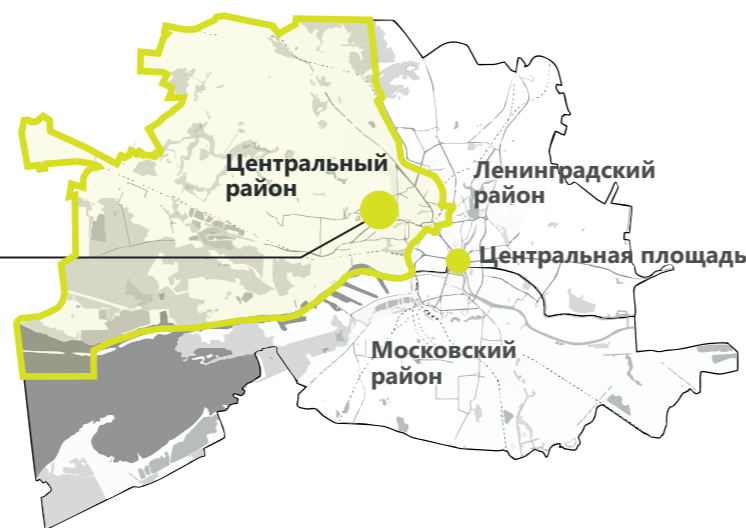 Центральный
район
Ленинградский
район
Центральная площадь
Московский
район